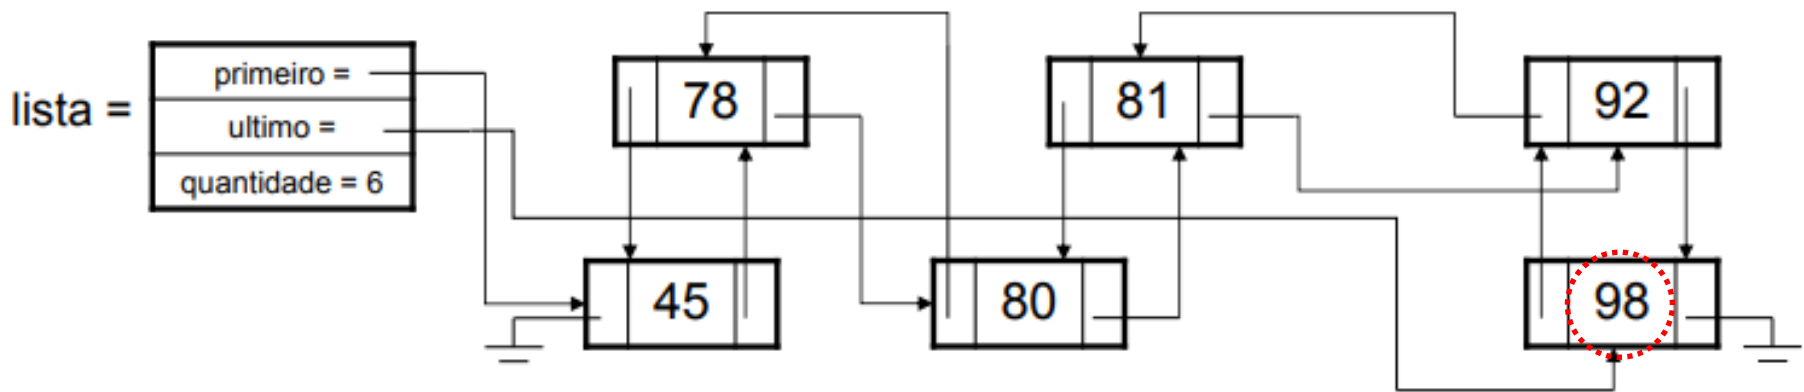 lista =
primeiro =
ultimo =
quantidade = 6
78
81
92
45
80
98